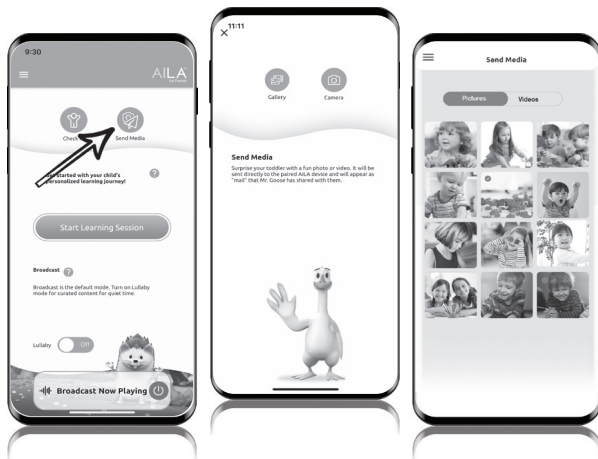 9:30
AILA
Check
Send Media
started with your child's
personalized learning journey!
?
Start Learning Session
Broadcast ?
Broadcast is the default mode. Turn on Lullaby
mode for curated content for quiet time.
Lullaby Off
Broadcast Now Playing
11:11
Gallery Camera
Send Media
Surprise your toddler with a fun photo or video. It will be
sent directly to the paired AILA device and will appear as
"mail" that Mr. Goose has shared with them.
Send Media
Pictures Videos